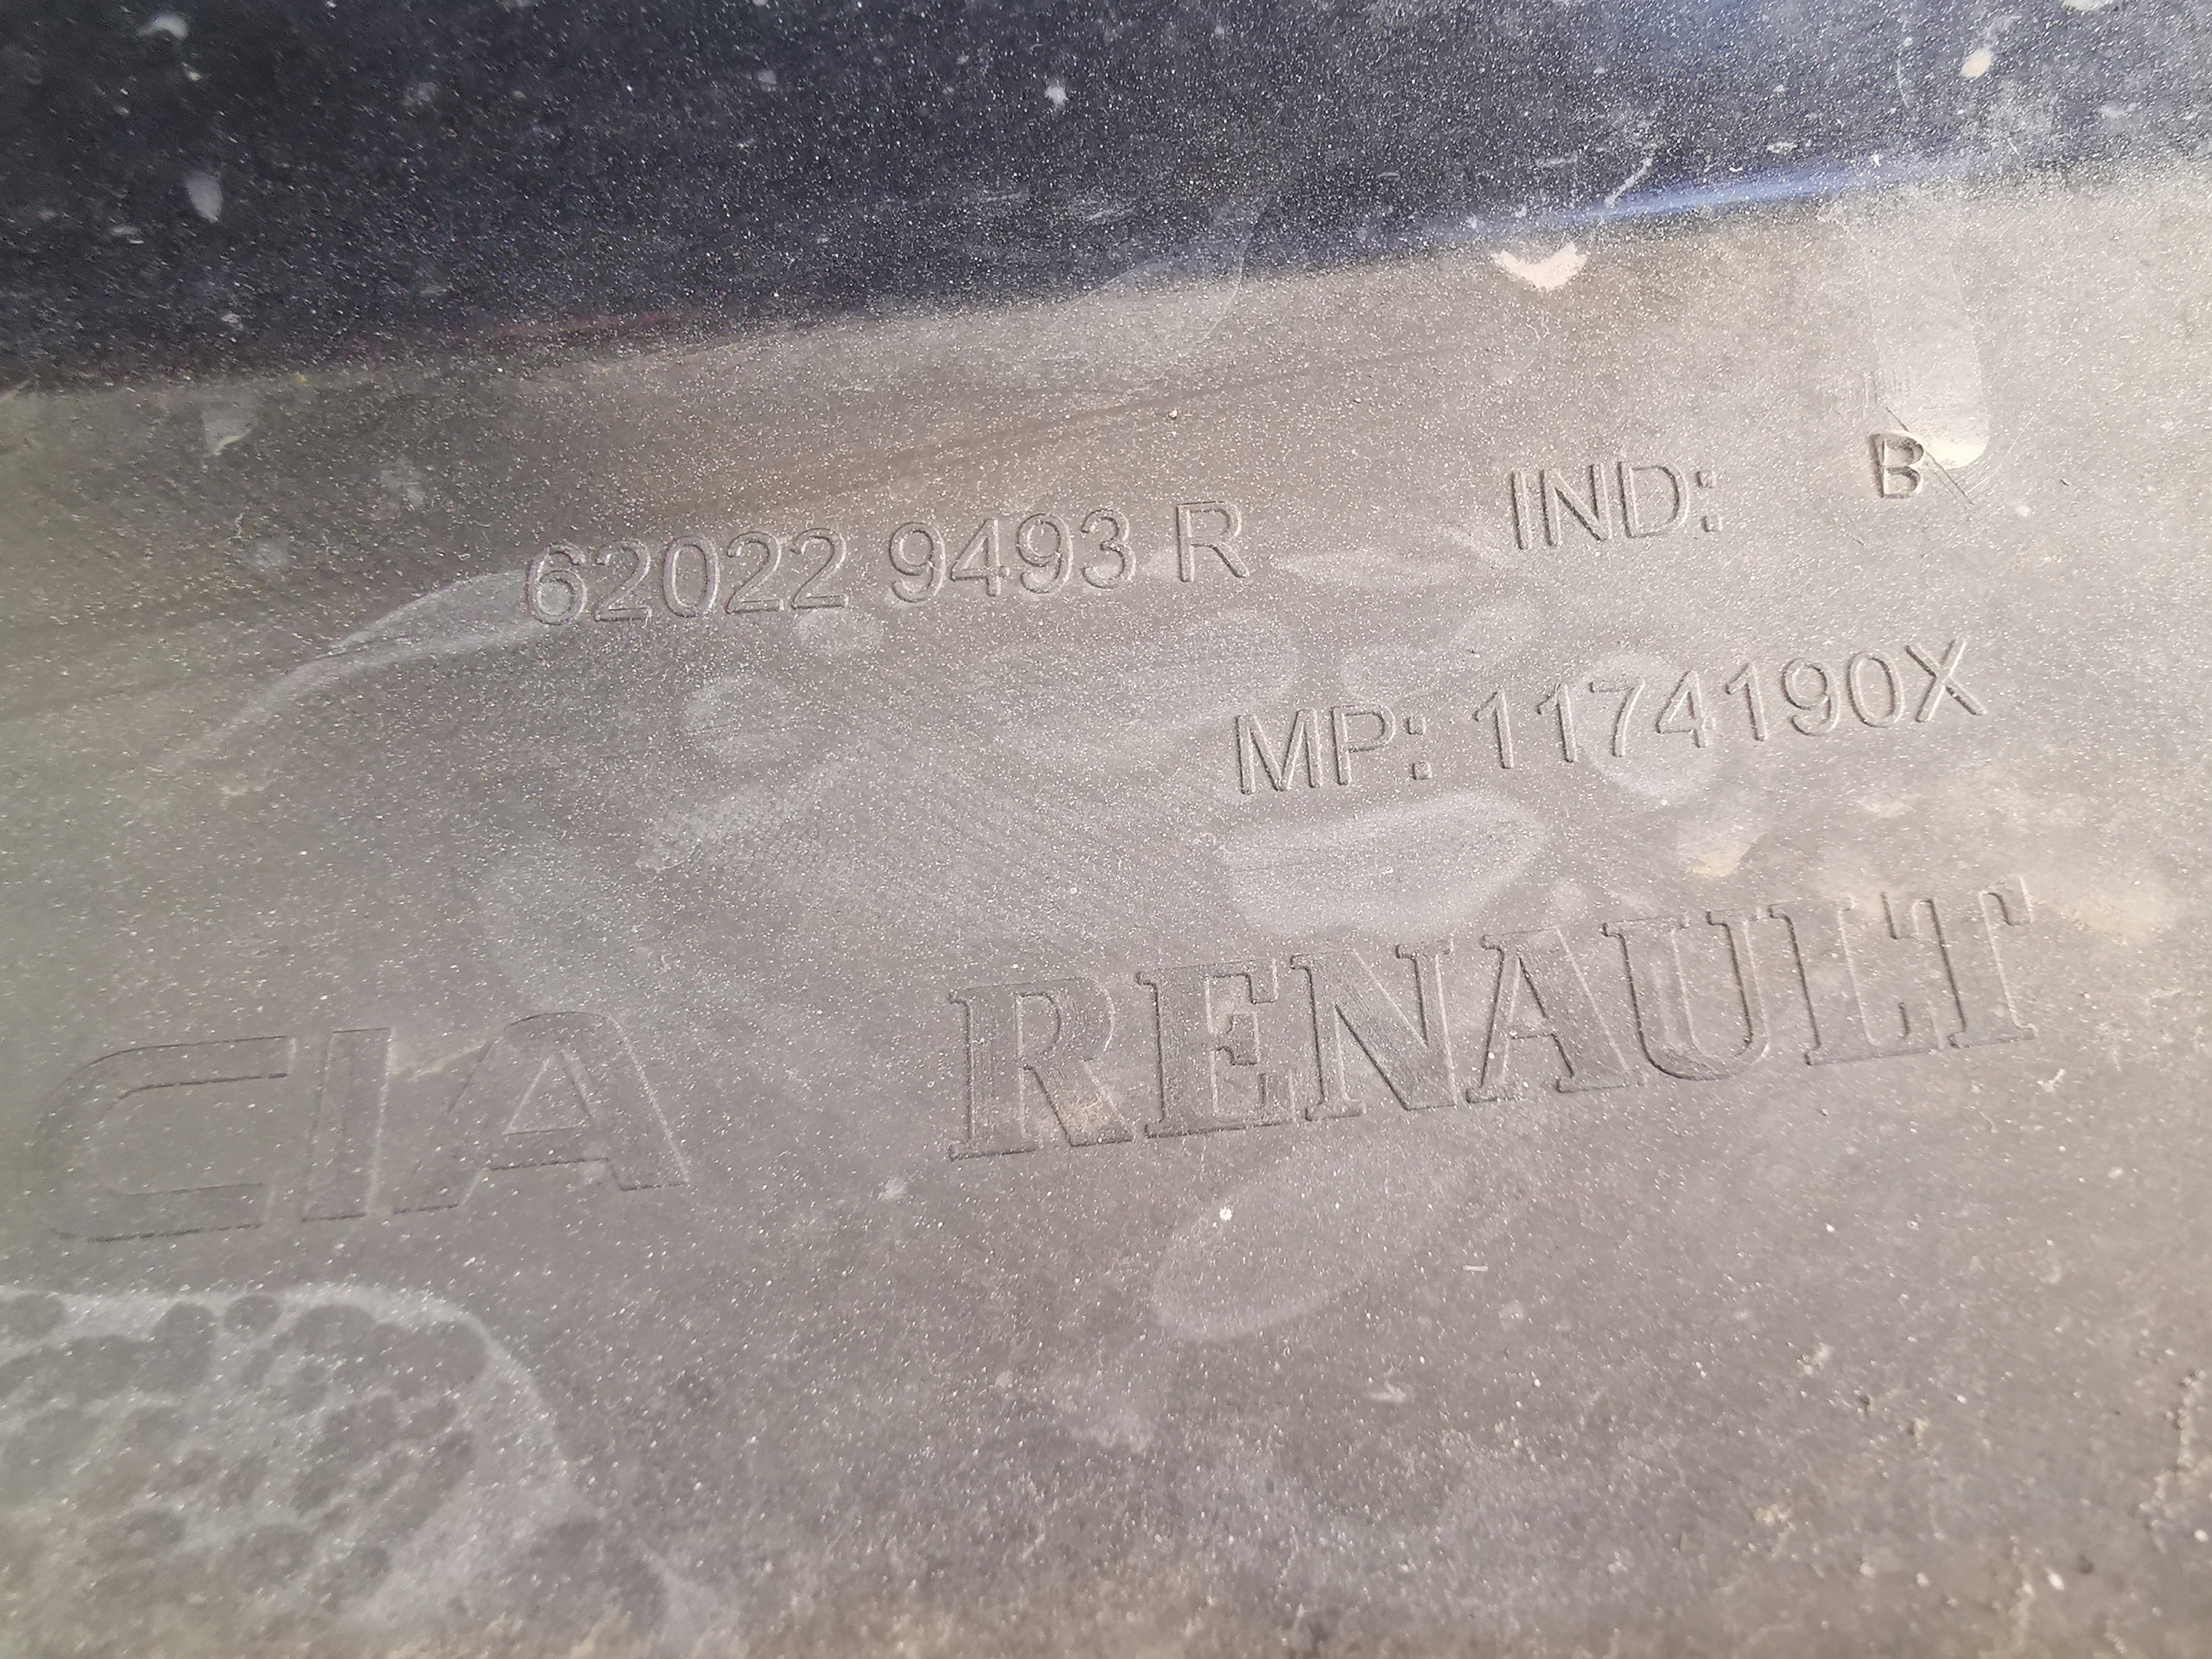 62022 9493 R IND: B
MP: 1174190X
CIA RENAULT